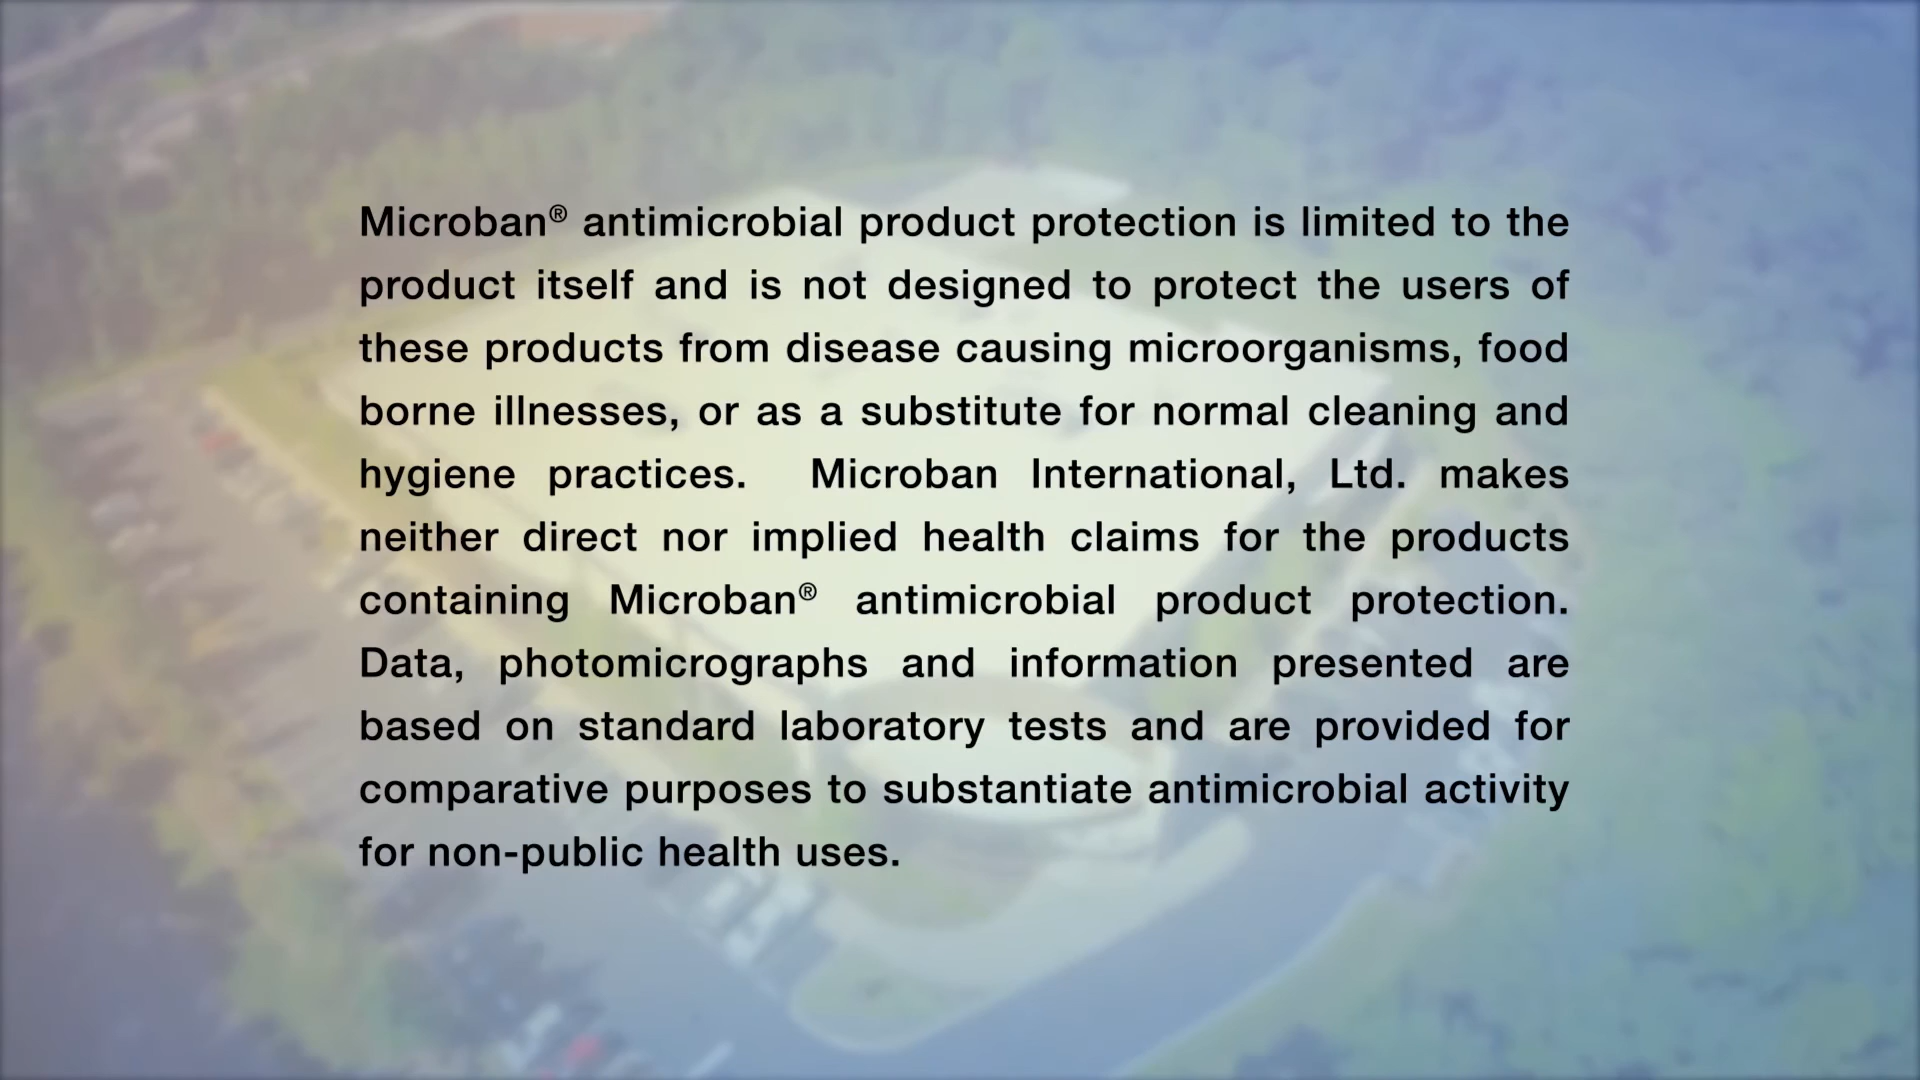 Microban® antimicrobial product protection is limited to the
product itself and is not designed to protect the users of
these products from disease causing microorganisms, food
borne illnesses, or as a substitute for normal cleaning and
hygiene practices. Microban International, Ltd. makes
neither direct nor implied health claims for the products
containing Microban® antimicrobial product protection.
Data, photomicrographs and information presented are
based on standard laboratory tests and are provided for
comparative purposes to substantiate antimicrobial activity
for non-public health uses.